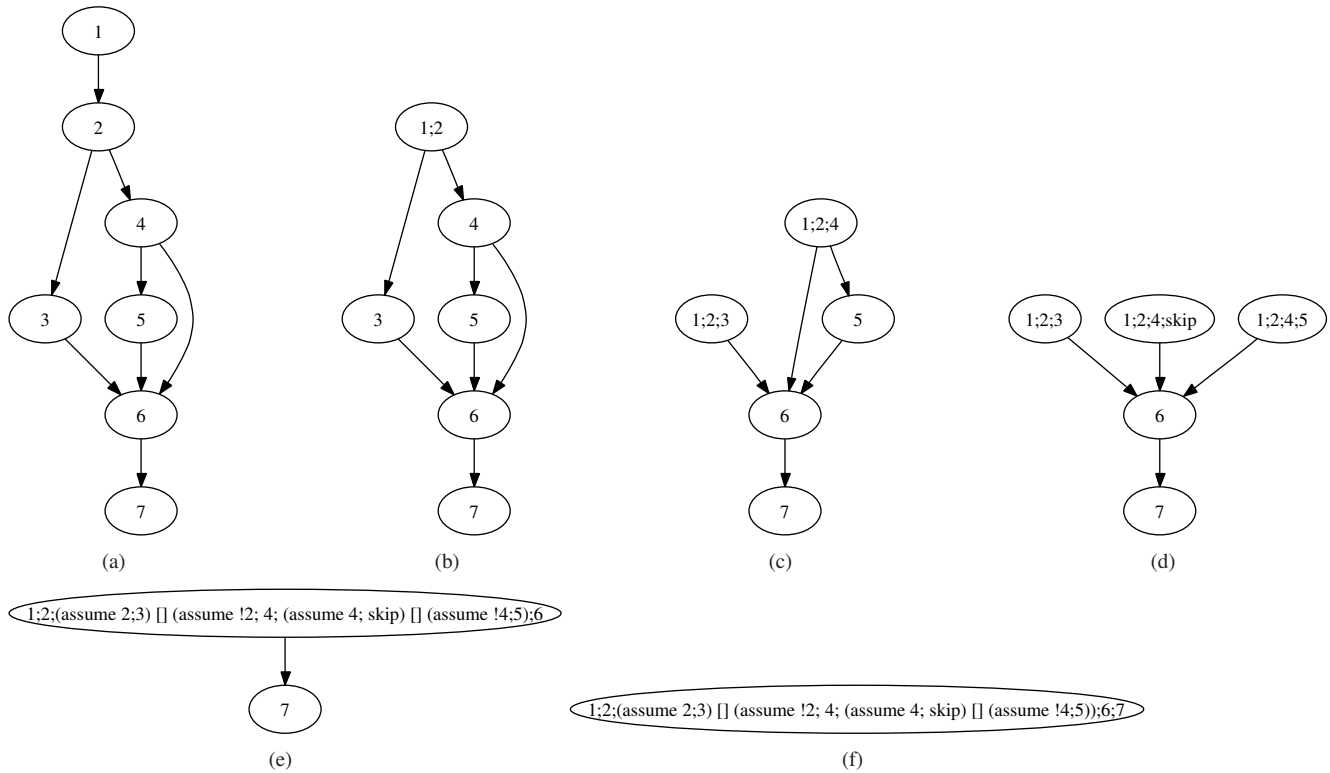 1
2
4
3
5
6
7
(a)
1;2
4
3
5
6
7
(b)
1;2;4
1;2;3
5
6
7
(c)
1;2;3
1;2;4;skip
1;2;4;5
6
7
(d)
1;2;(assume 2;3) [] (assume !2; 4; (assume 4; skip) [] (assume !4;5);6
7
(e)
1;2;(assume 2;3) [] (assume !2; 4; (assume 4; skip) [] (assume !4;5));6;7
(f)